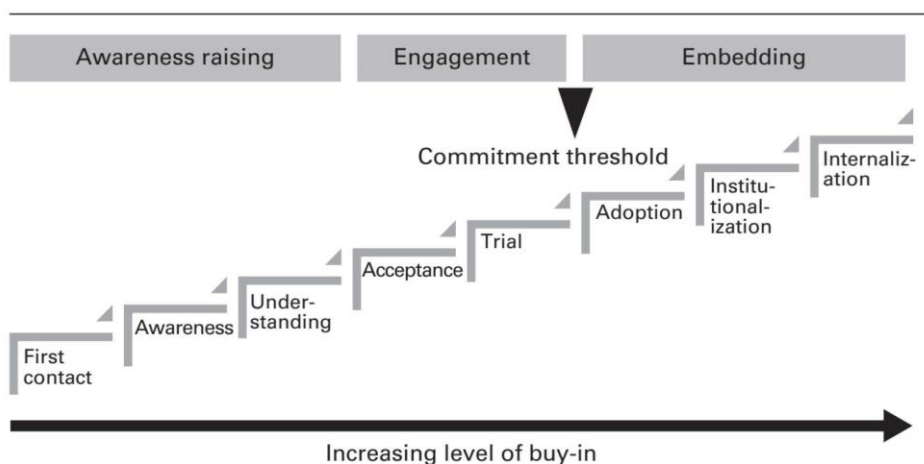 Awareness raising
Engagement
Embedding
Commitment threshold
First
contact
Awareness
Under-
standing
Acceptance
Trial
Adoption
Institu-
tional-
ization
Internaliz-
ation
Increasing level of buy-in